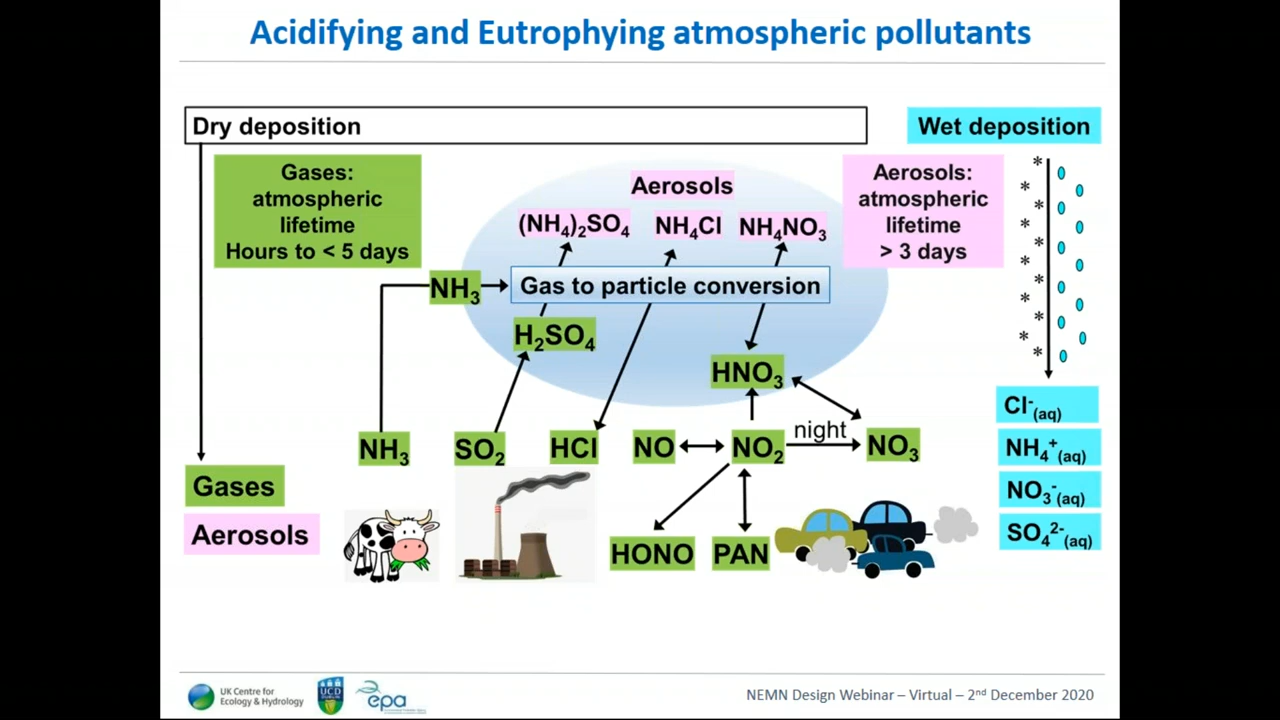 Acidifying and Eutrophying atmospheric pollutants
Dry deposition
Wet deposition
Gases:
atmospheric
lifetime
Hours to < 5 days
Aerosols
(NH₄)₂SO₄
NH₄Cl
NH₄NO₃
Aerosols:
atmospheric
lifetime
> 3 days
NH₃
Gas to particle conversion
H₂SO₄
HNO₃
NH₃
SO₂
HCl
NO
NO₂
night
NO₃
Gases
Aerosols
HONO
PAN
Cl⁻(aq)
NH₄⁺(aq)
NO₃⁻(aq)
SO₄²⁻(aq)
UK Centre for
Ecology & Hydrology
UCD
DUBLIN
epa
NEMN Design Webinar – Virtual – 2nd December 2020